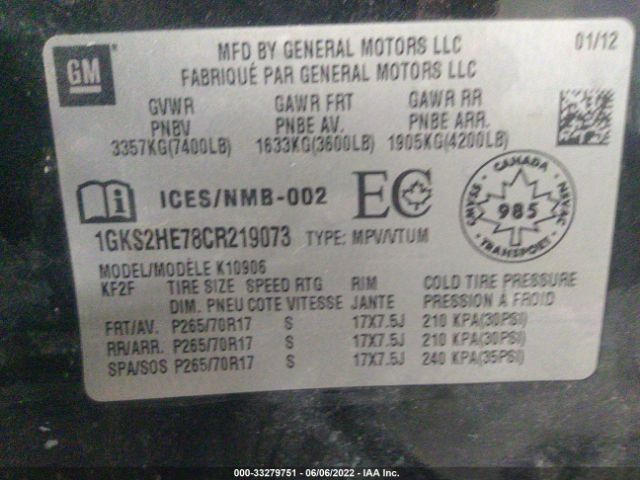 GM
MFD BY GENERAL MOTORS LLC 01/12
FABRIQUÉ PAR GENERAL MOTORS LLC
GVWR GAWR FRT GAWR RR
PNBV PNBE AV. PNBE ARR.
3357KG(7400LB) 1633KG(3600LB) 1905KG(4200LB)
ICES/NMB-002 EC
CANADA
SVMAC NSVAC
985
TRANSPORT
1GKS2HE78CR219073 TYPE: MPV/VTUM
MODEL/MODÈLE K10906
KF2F TIRE SIZE SPEED RTG RIM COLD TIRE PRESSURE
DIM. PNEU COTE VITESSE JANTE PRESSION À FROID
FRT/AV. P265/70R17 S 17X7.5J 210 KPA(30PSI)
RR/ARR. P265/70R17 S 17X7.5J 210 KPA(30PSI)
SPA/SOS P265/70R17 S 17X7.5J 240 KPA(35PSI)
000-33279751 | 06/06/2022 - IAA Inc.